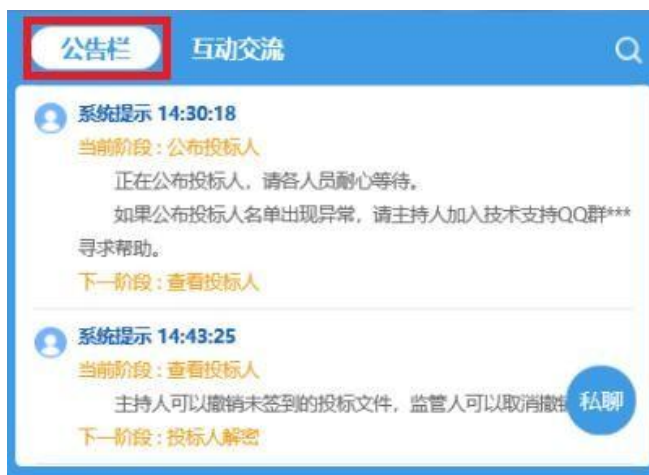 公告栏 互动交流
系统提示 14:30:18
当前阶段：公布投标人
正在公布投标人，请各人员耐心等待。
如果公布投标人名单出现异常，请主持人加入技术支持QQ群***
寻求帮助。
下一阶段：查看投标人
系统提示 14:43:25
当前阶段：查看投标人
主持人可以撤销未签到的投标文件，监管人可以取消撤
私聊
下一阶段：投标人解密